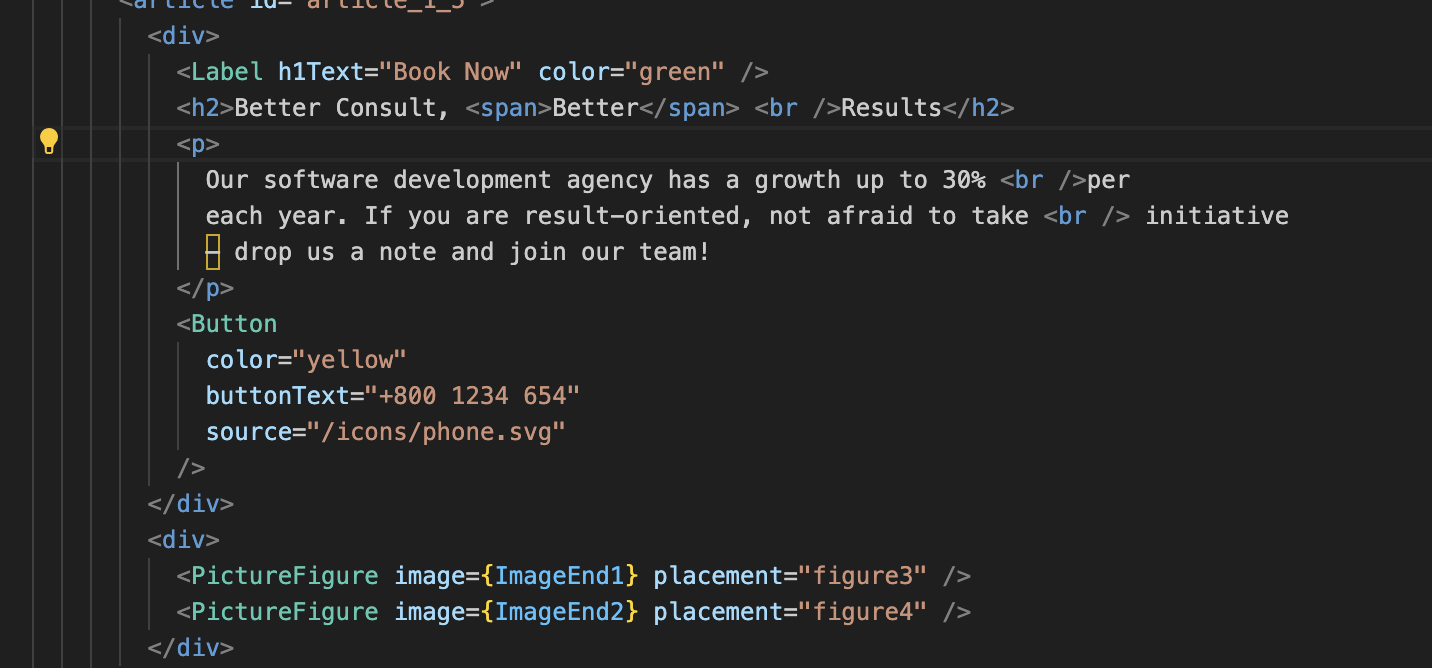 <article id="article_1_5">
<div>
<Label h1Text="Book Now" color="green" />
<h2>Better Consult, <span>Better</span> <br />Results</h2>
<p>
Our software development agency has a growth up to 30% <br />per
each year. If you are result-oriented, not afraid to take <br /> initiative
– drop us a note and join our team!
</p>
<Button
color="yellow"
buttonText="+800 1234 654"
source="/icons/phone.svg"
/>
</div>
<div>
<PictureFigure image={ImageEnd1} placement="figure3" />
<PictureFigure image={ImageEnd2} placement="figure4" />
</div>